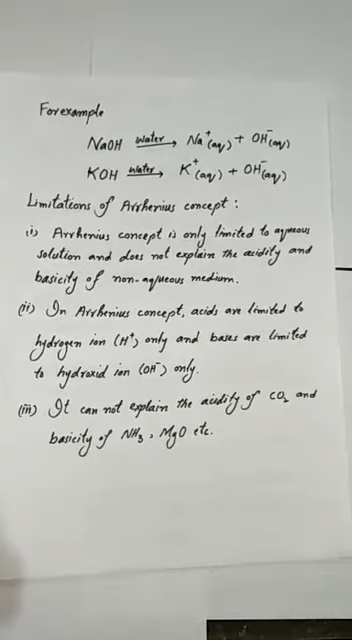 For example
NaOH water→ Na⁺(aq) + OH⁻(aq)
KOH water→ K⁺(aq) + OH⁻(aq)
Limitations of Arrhenius concept :
(i) Arrhenius concept is only limited to aqueous
solution and does not explain the acidity and
basicity of non-aqueous medium.
(ii) In Arrhenius concept, acids are limited to
hydrogen ion (H⁺) only and bases are limited
to hydroxid ion (OH⁻) only.
(iii) It can not explain the acidity of CO₂ and
basicity of NH₃, MgO etc.